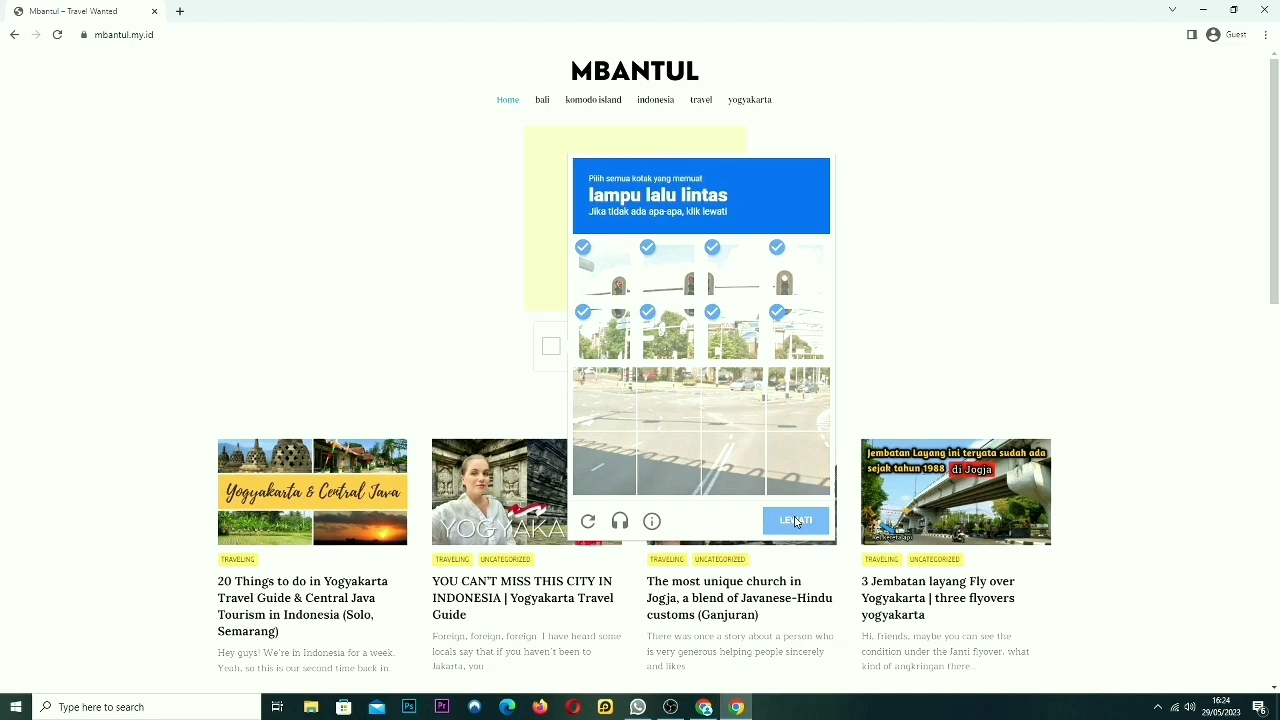 Mbantul – Travel Wanted
mbantul.my.id
Guest
MBANTUL
Home bali komodo island indonesia travel yogyakarta
Pilih semua kotak yang memuat
lampu lalu lintas
Jika tidak ada apa-apa, klik lewati
LEWATI
Yogyakarta & Central Java
YOGYAKA
Jembatan Layang ini teryata sudah ada
sejak tahun 1988 di Jogja
rel kereta api
TRAVELING
TRAVELING UNCATEGORIZED
TRAVELING UNCATEGORIZED
TRAVELING UNCATEGORIZED
20 Things to do in Yogyakarta
Travel Guide & Central Java
Tourism in Indonesia (Solo,
Semarang)
Hey guys! We're in Indonesia for a week.
Yeah, so this is our second time back in
YOU CAN'T MISS THIS CITY IN
INDONESIA | Yogyakarta Travel
Guide
Foreign, foreign, foreign I have heard some
locals say that if you haven't been to
Jakarta, you
The most unique church in
Jogja, a blend of Javanese-Hindu
customs (Ganjuran)
There was once a story about a person who
is very generous helping people sincerely
and likes
3 Jembatan layang Fly over
Yogyakarta | three flyovers
yogyakarta
Hi, friends, maybe you can see the
condition under the Janti flyover, what
kind of angkringan there...
Type here to search
16:24
29/05/2023